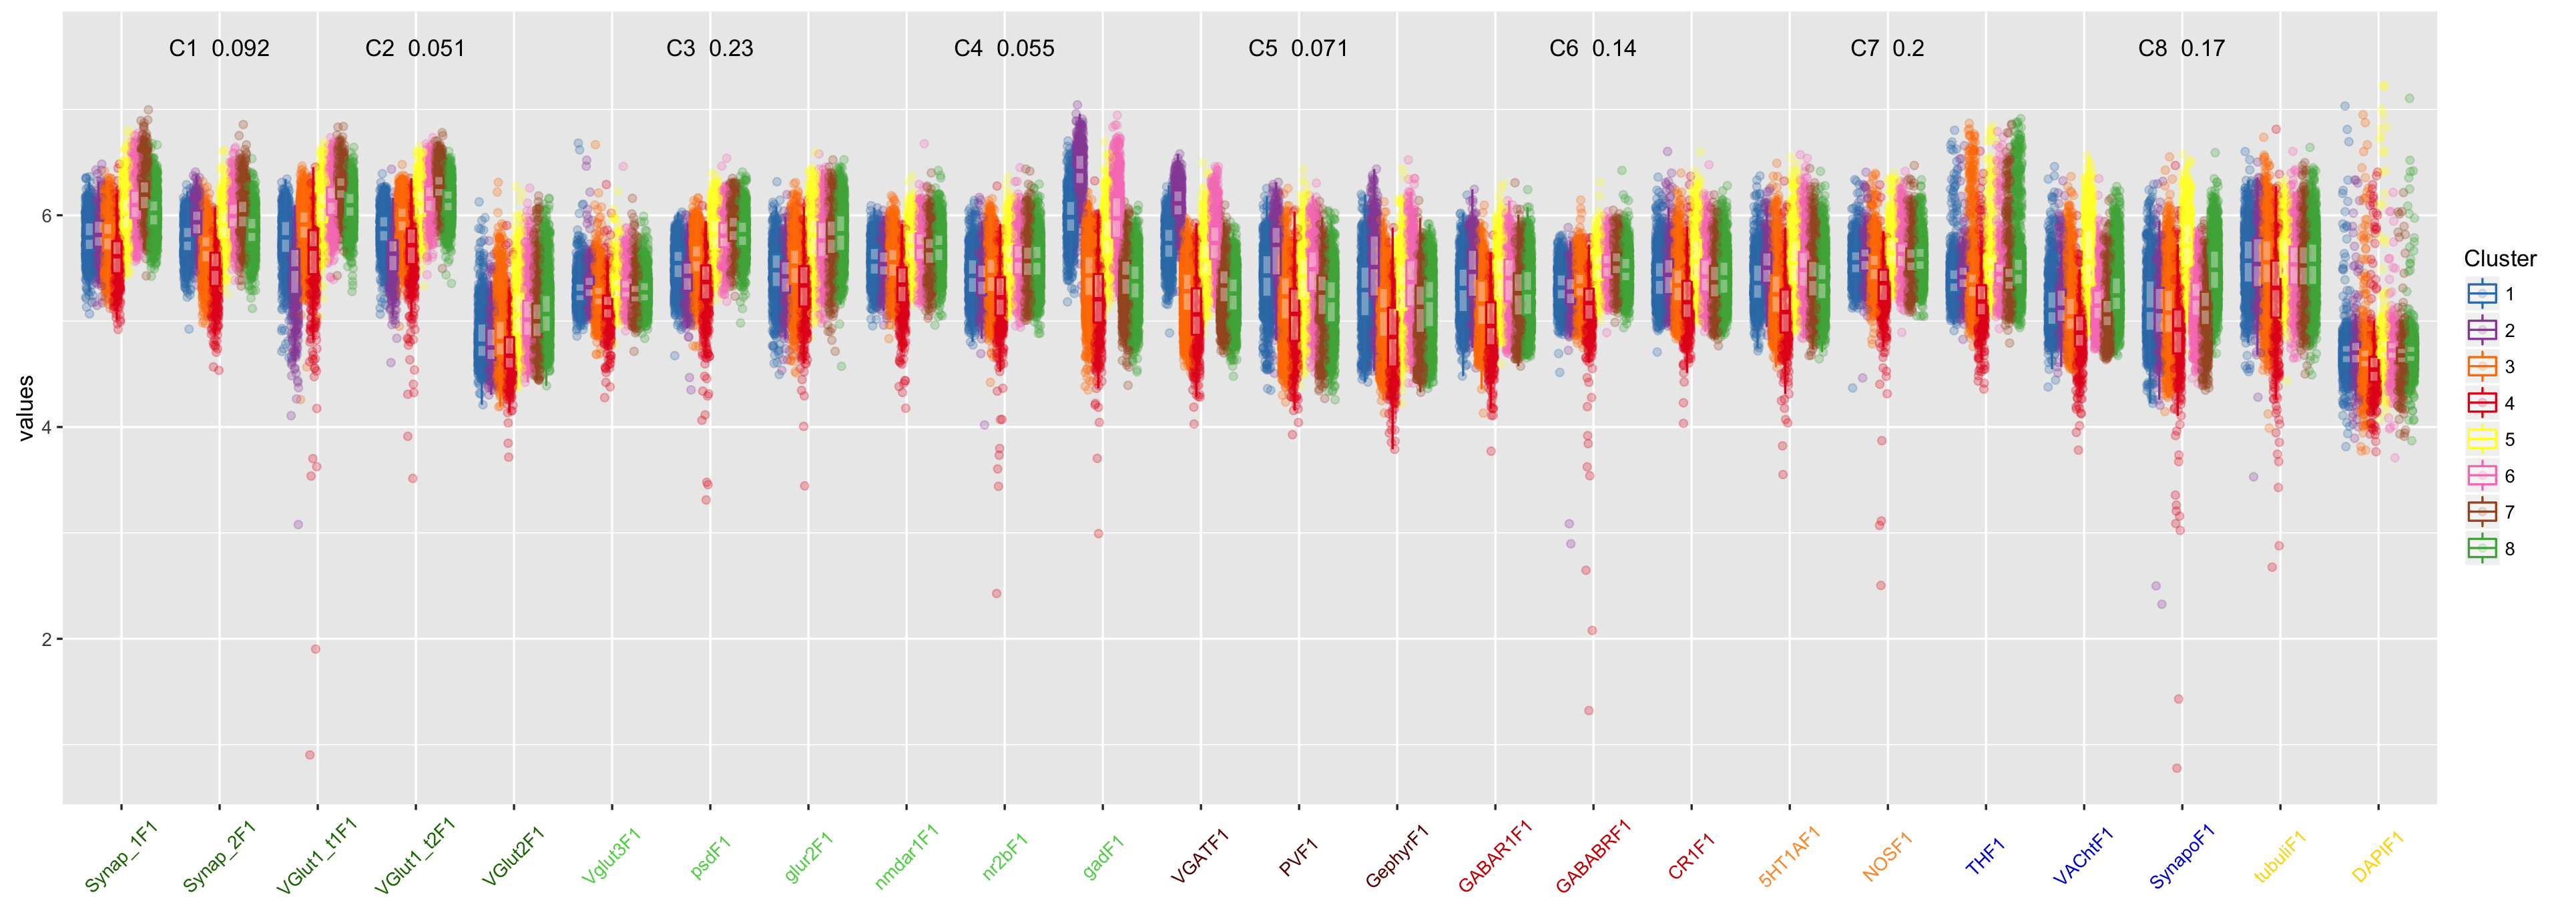 C1 0.092
C2 0.051
C3 0.23
C4 0.055
C5 0.071
C6 0.14
C7 0.2
C8 0.17
values
6
4
2
Synap_1F1
Synap_2F1
VGlut1_t1F1
VGlut1_t2F1
VGlut2F1
Vglut3F1
psdF1
glur2F1
nmdar1F1
nr2bF1
gadF1
VGATF1
PVF1
GephyrF1
GABAR1F1
GABABRF1
CR1F1
5HT1AF1
NOSF1
THF1
VAChtF1
SynapoF1
tubuliF1
DAPIF1
Cluster
1
2
3
4
5
6
7
8